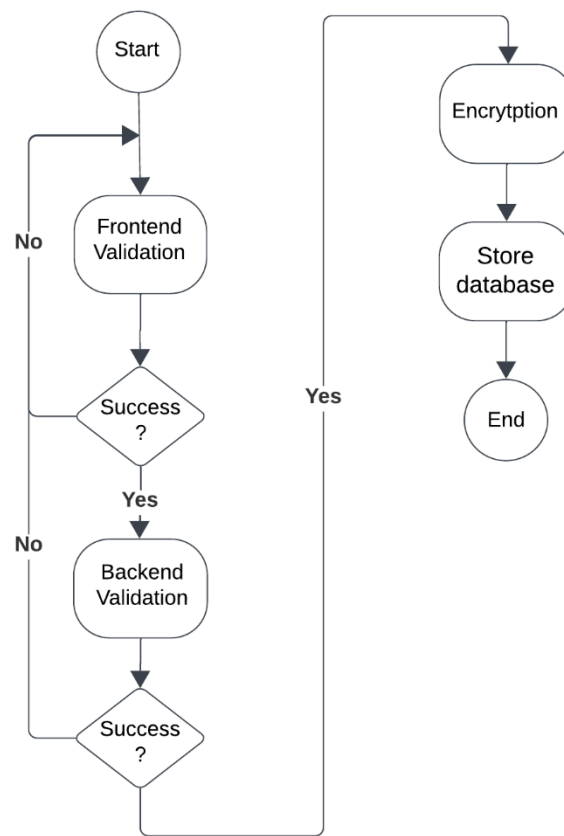 Start
No
Frontend
Validation
Success
?
Yes
No
Backend
Validation
Success
?
Yes
Encrytption
Store
database
End